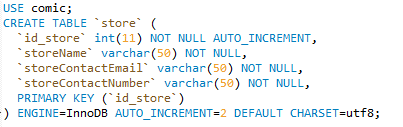 USE comic;
CREATE TABLE `store` (
  `id_store` int(11) NOT NULL AUTO_INCREMENT,
  `storeName` varchar(50) NOT NULL,
  `storeContactEmail` varchar(50) NOT NULL,
  `storeContactNumber` varchar(50) NOT NULL,
  PRIMARY KEY (`id_store`)
) ENGINE=InnoDB AUTO_INCREMENT=2 DEFAULT CHARSET=utf8;